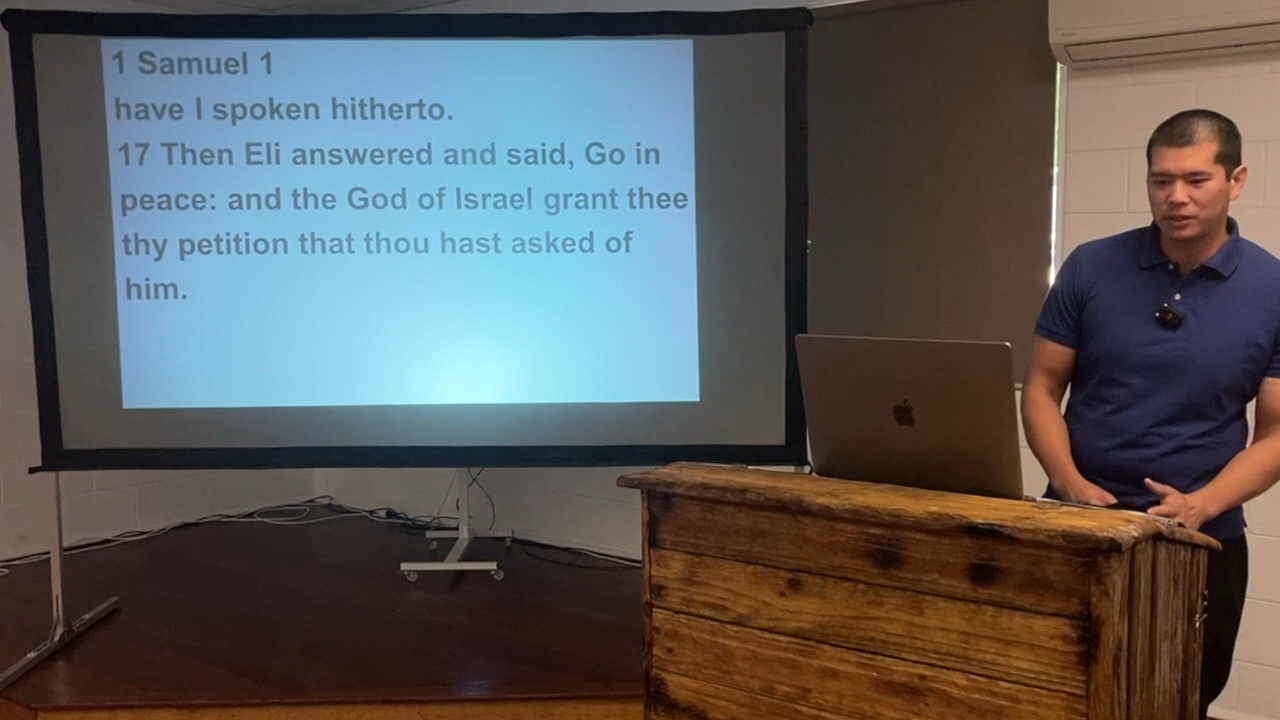 1 Samuel 1
have I spoken hitherto.
17 Then Eli answered and said, Go in
peace: and the God of Israel grant thee
thy petition that thou hast asked of
him.